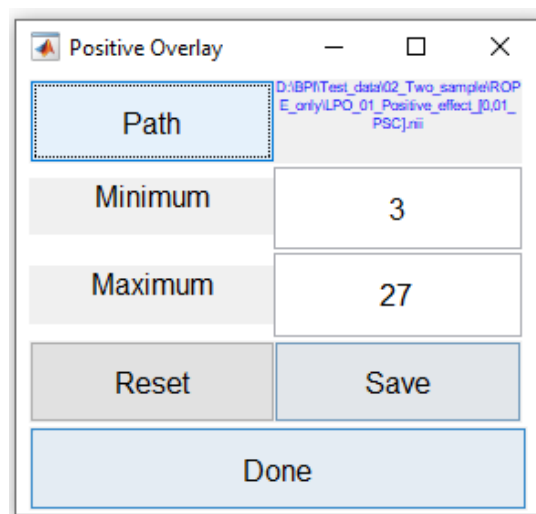 Positive Overlay
Path
D:\BPI\Test_data\02_Two_sample\ROP
E_only\LPO_01_Positive_effect_[0,01_
PSC].nii
Minimum
3
Maximum
27
Reset
Save
Done